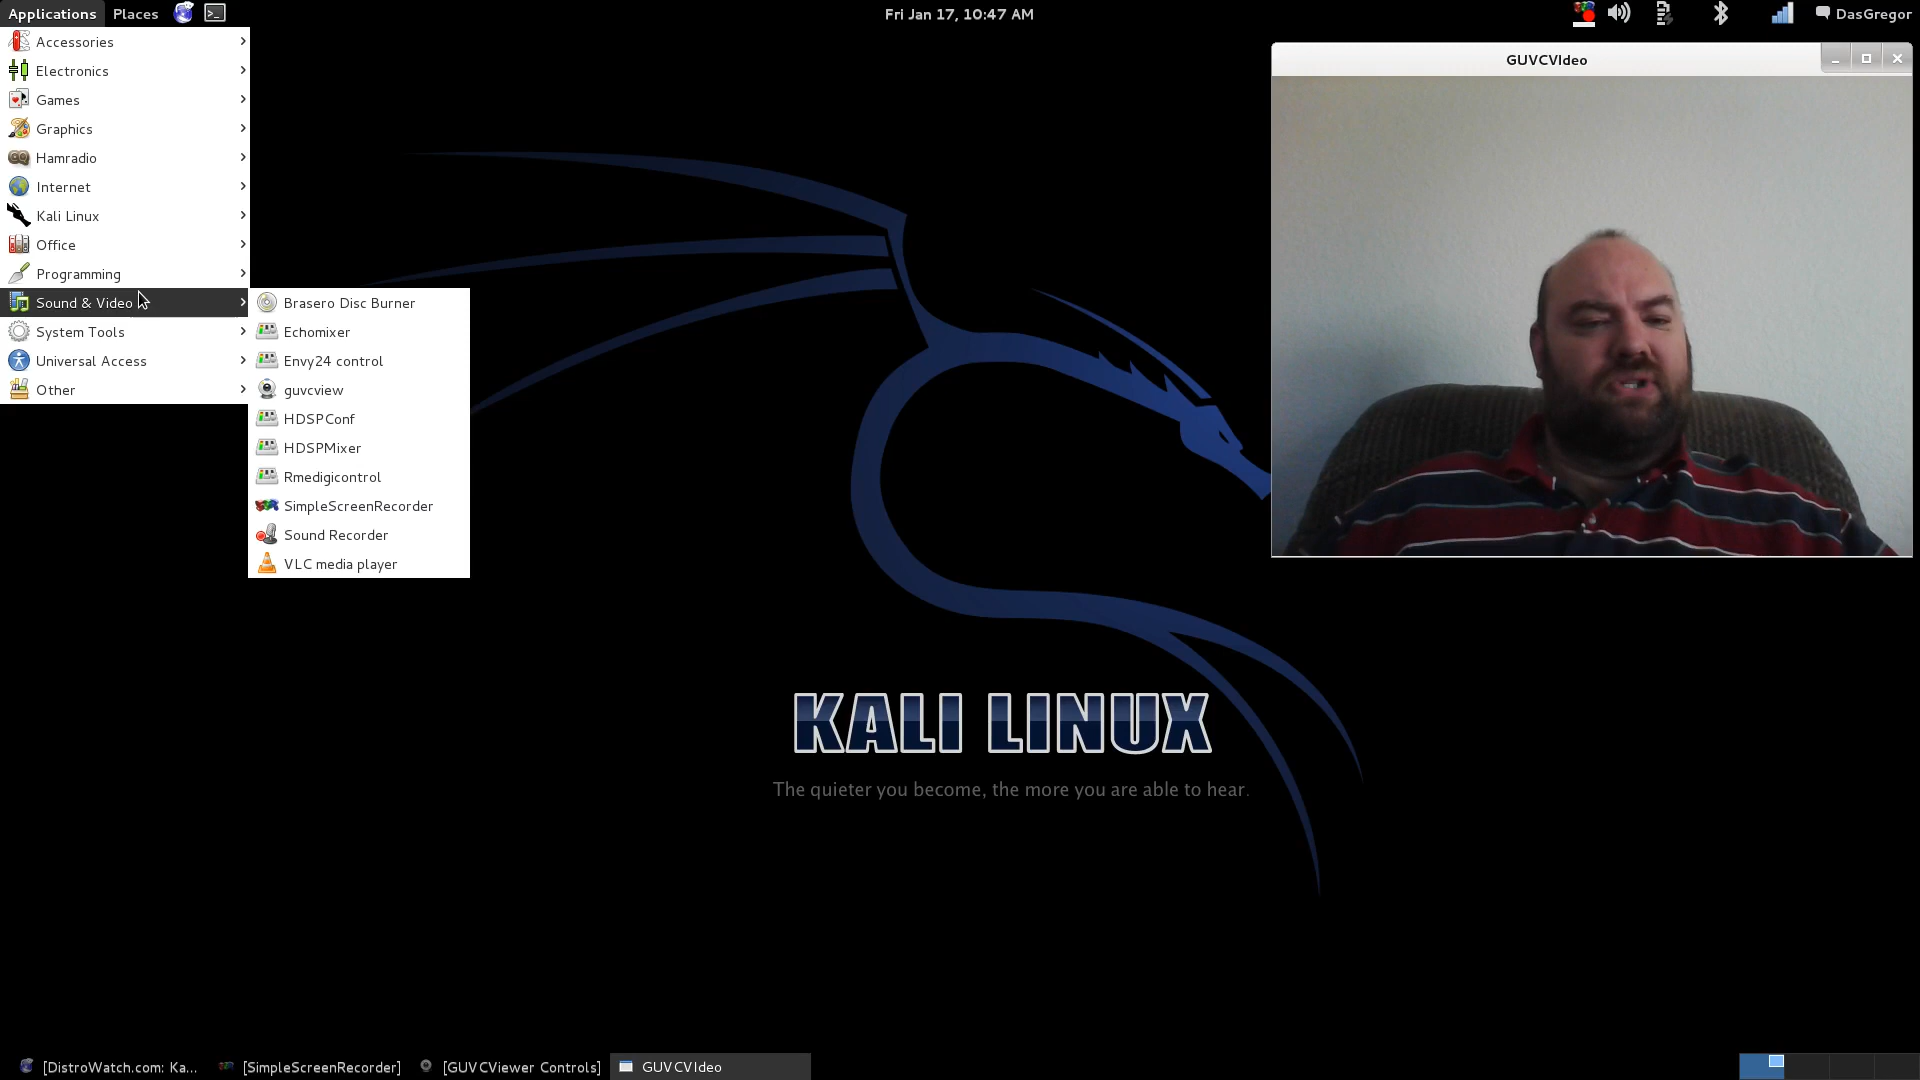 Applications Places Fri Jan 17, 10:47 AM DasGregor
Accessories
Electronics
Games
Graphics
Hamradio
Internet
Kali Linux
Office
Programming
Sound & Video
System Tools
Universal Access
Other
Brasero Disc Burner
Echomixer
Envy24 control
guvcview
HDSPConf
HDSPMixer
Rmedigicontrol
SimpleScreenRecorder
Sound Recorder
VLC media player
GUVCVIdeo
KALI LINUX
The quieter you become, the more you are able to hear.
[DistroWatch.com: Ka... [SimpleScreenRecorder] [GUVCViewer Controls] GUVCVIdeo